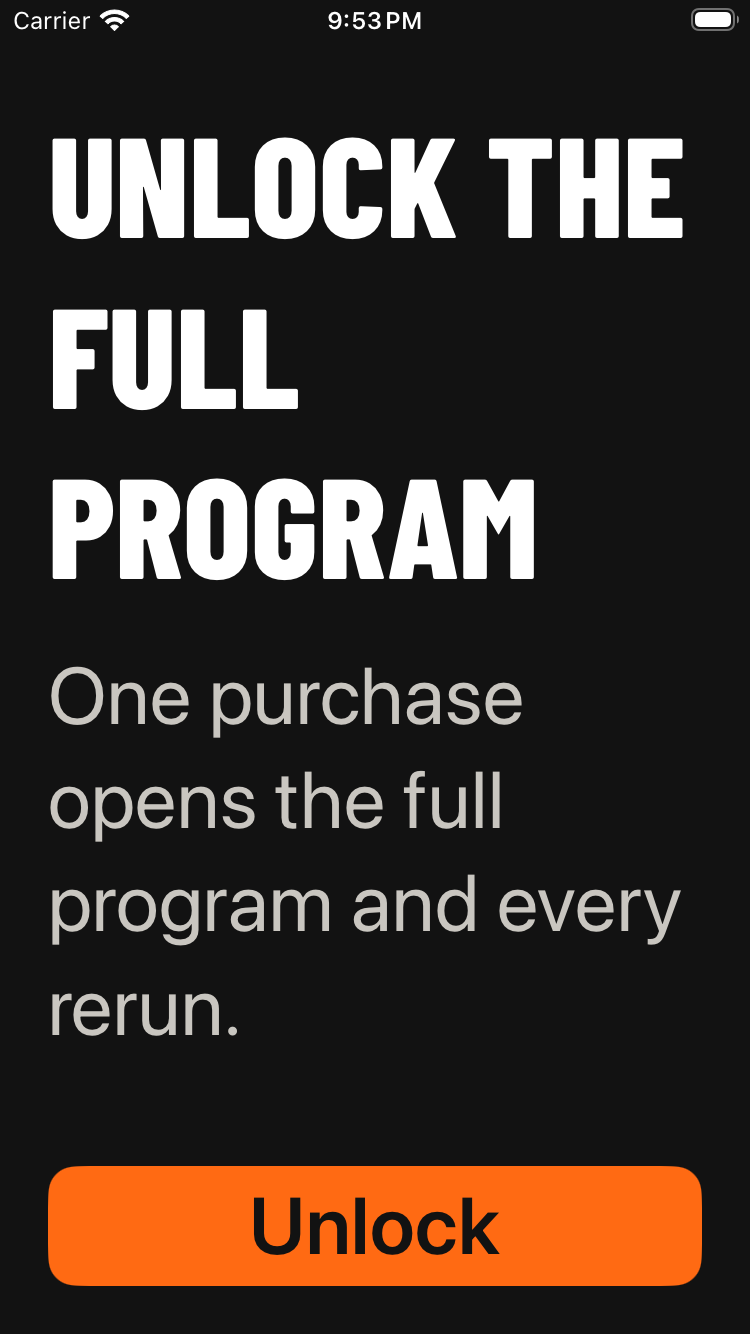 Carrier 9:53 PM
UNLOCK THE
FULL
PROGRAM
One purchase
opens the full
program and every
rerun.
Unlock